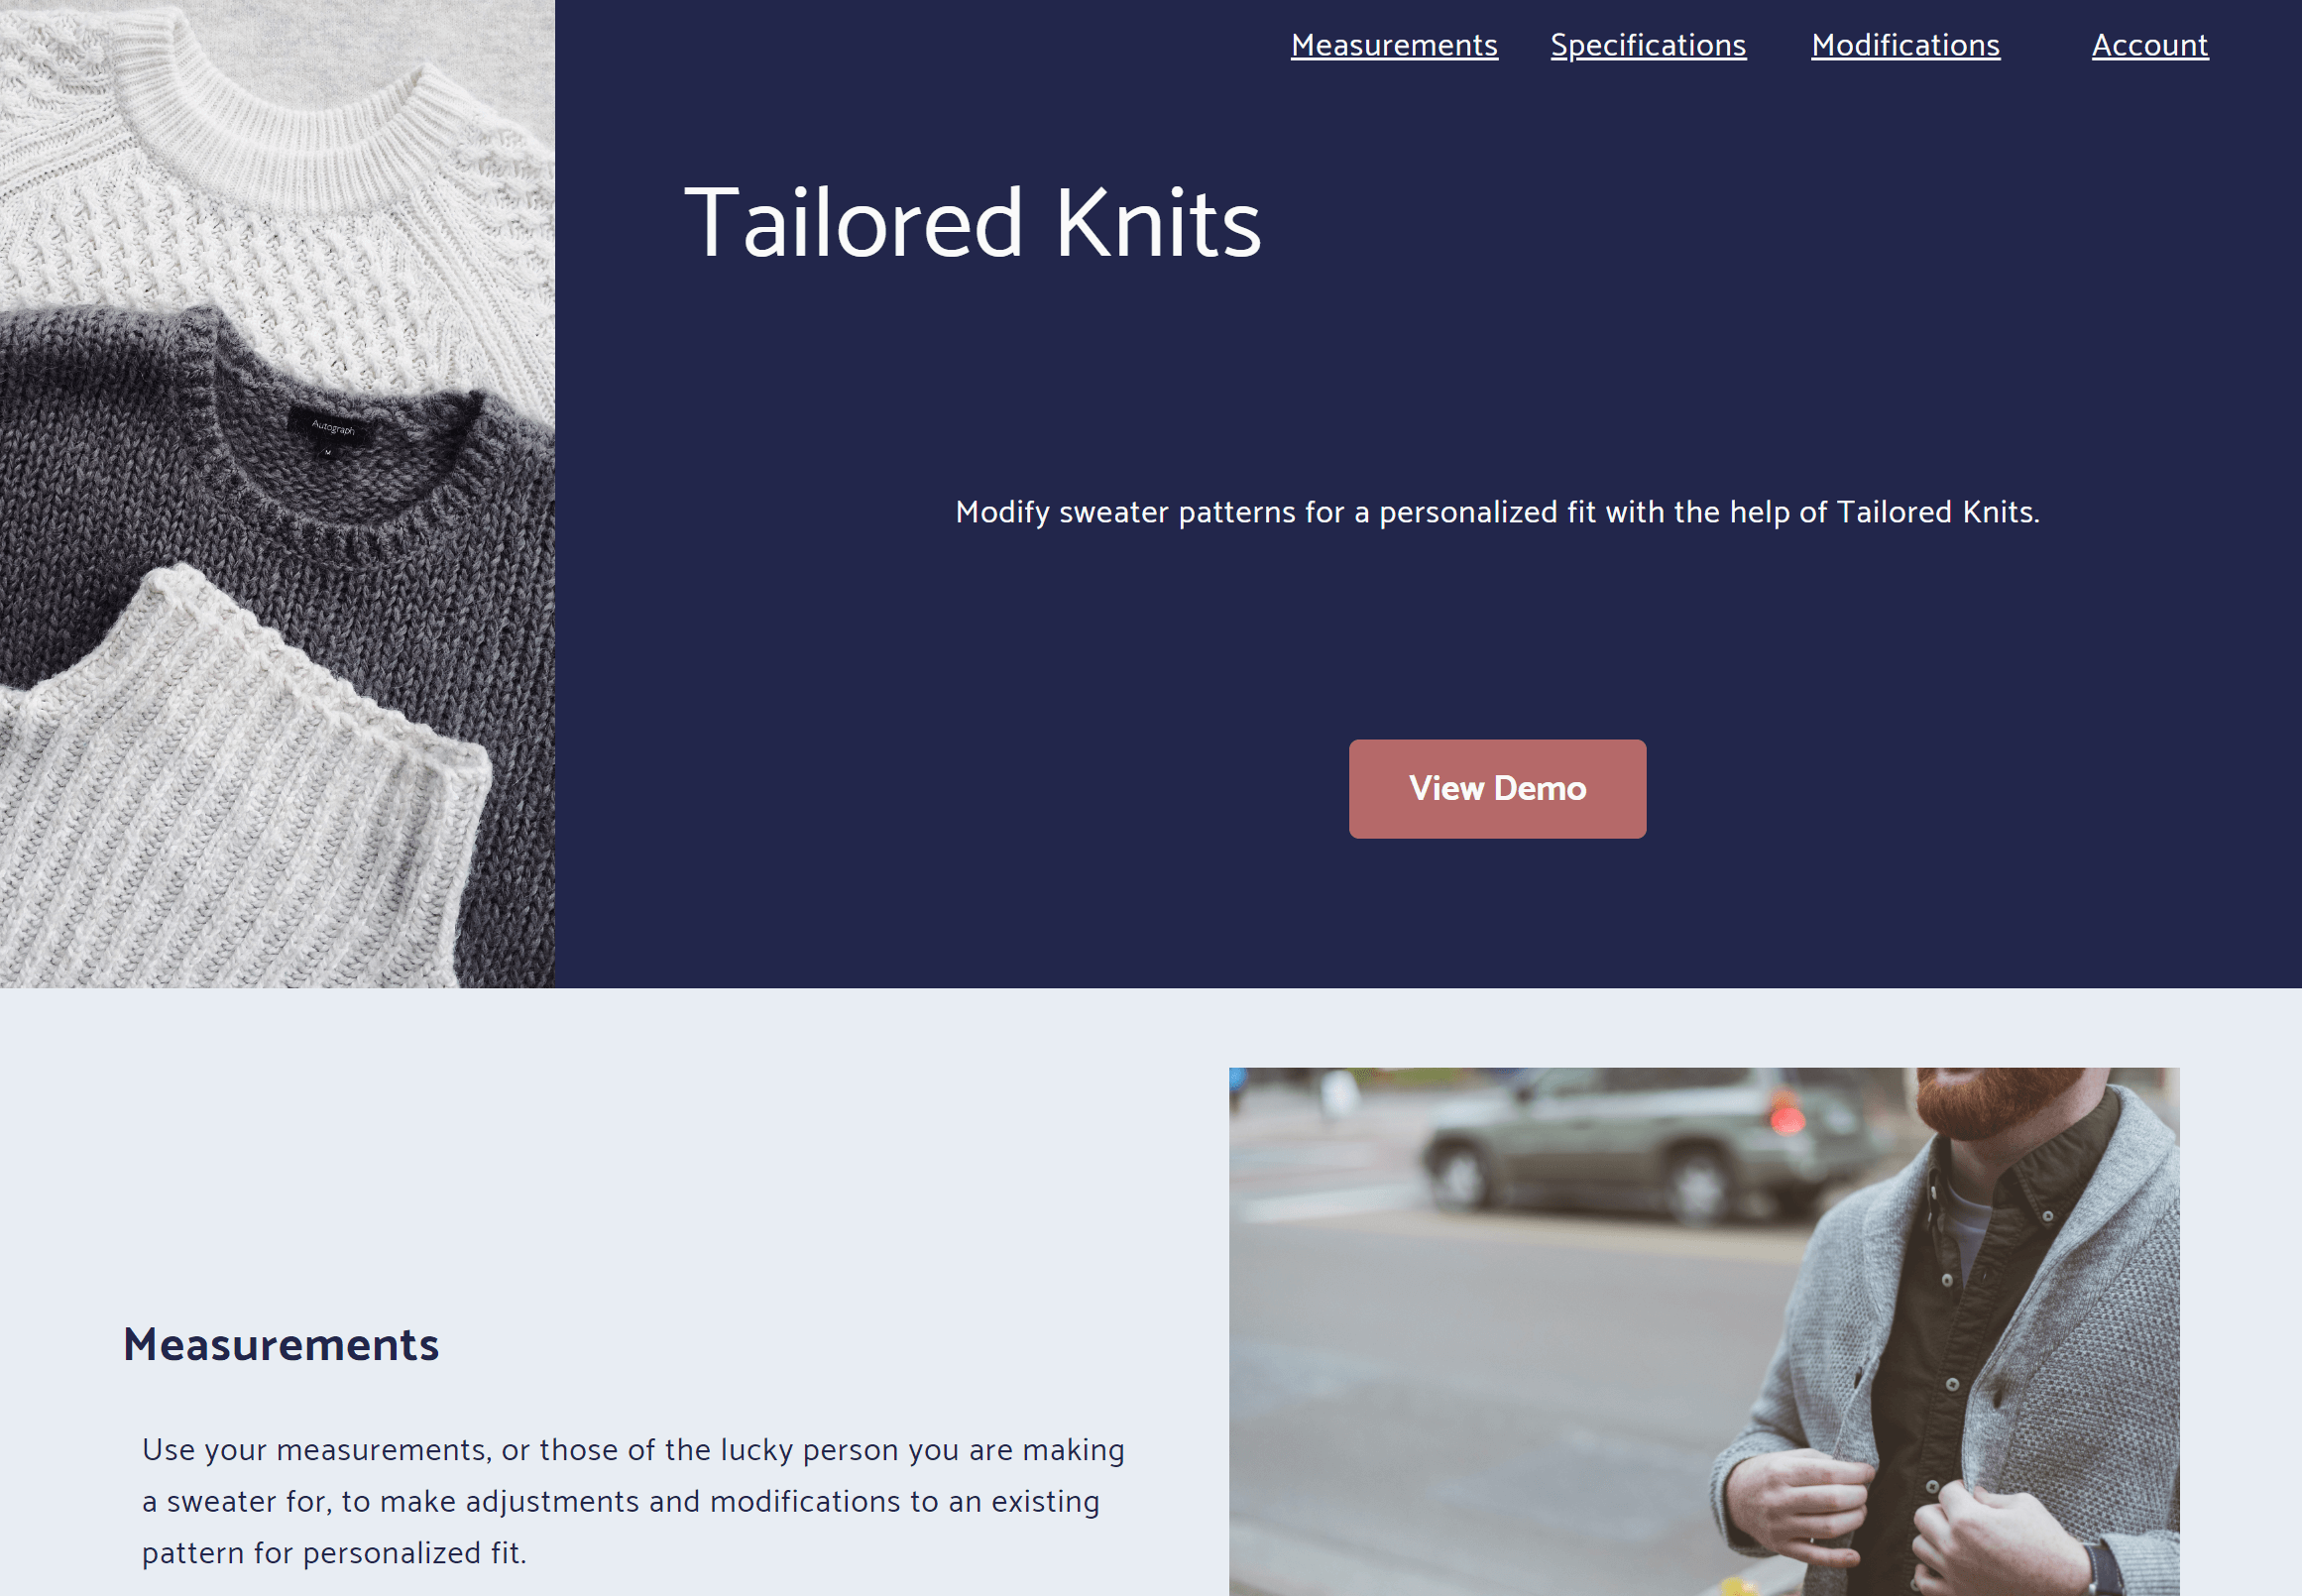 Measurements Specifications Modifications Account
Tailored Knits
Autograph
M
Modify sweater patterns for a personalized fit with the help of Tailored Knits.
View Demo
Measurements
Use your measurements, or those of the lucky person you are making
a sweater for, to make adjustments and modifications to an existing
pattern for personalized fit.